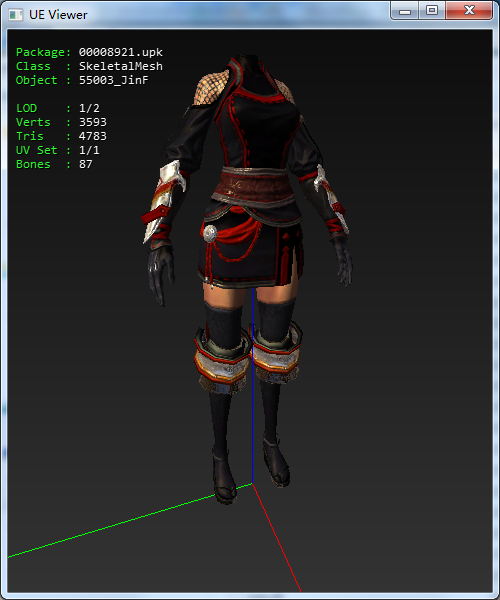 UE Viewer
Package: 00008921.upk
Class : SkeletalMesh
Object : 55003_JinF
LOD : 1/2
Verts : 3593
Tris : 4783
UV Set : 1/1
Bones : 87